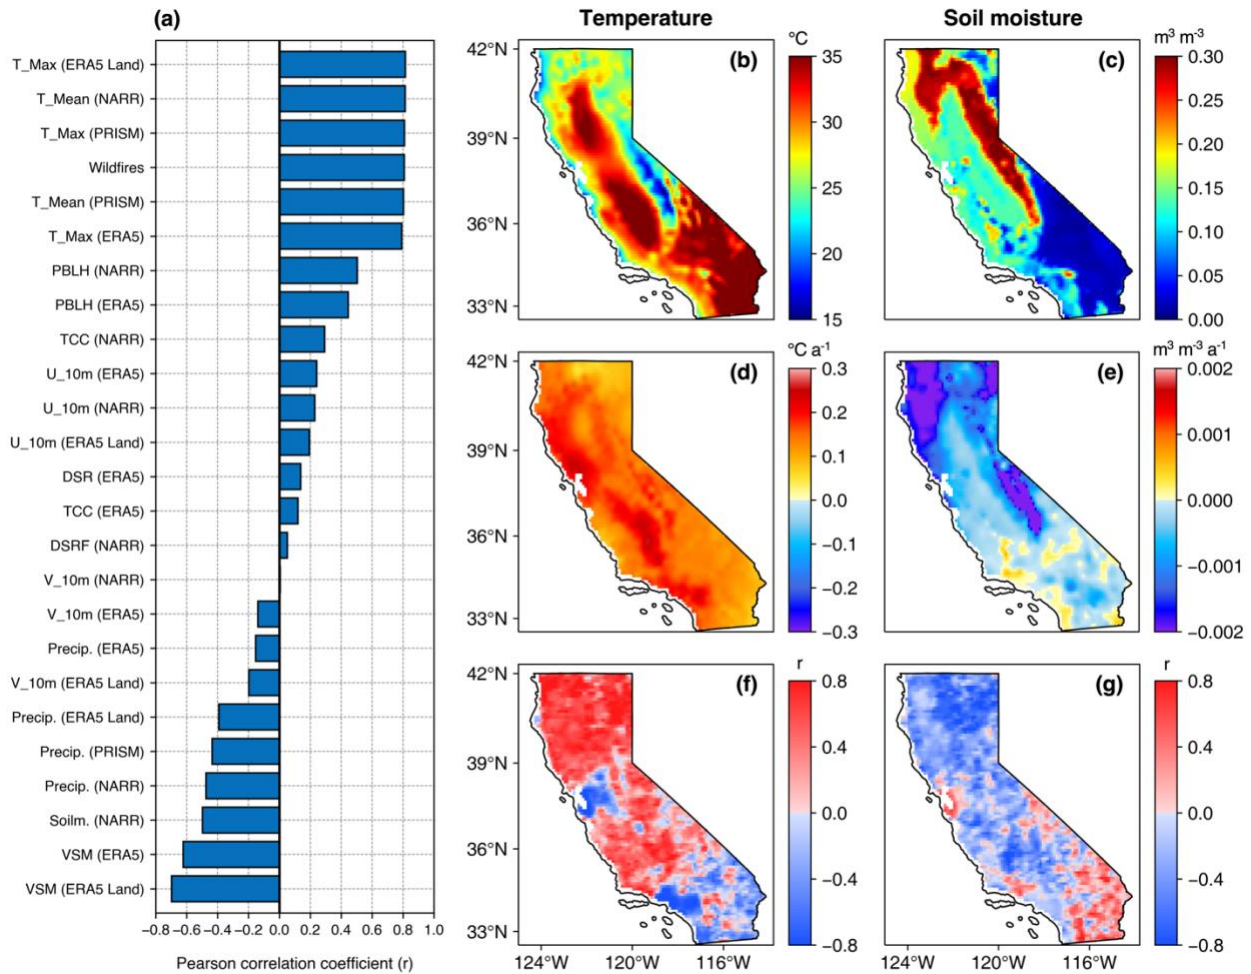 (a)
T_Max (ERA5 Land)
T_Mean (NARR)
T_Max (PRISM)
Wildfires
T_Mean (PRISM)
T_Max (ERA5)
PBLH (NARR)
PBLH (ERA5)
TCC (NARR)
U_10m (ERA5)
U_10m (NARR)
U_10m (ERA5 Land)
DSR (ERA5)
TCC (ERA5)
DSRF (NARR)
V_10m (NARR)
V_10m (ERA5)
Precip. (ERA5)
V_10m (ERA5 Land)
Precip. (ERA5 Land)
Precip. (PRISM)
Precip. (NARR)
Soilm. (NARR)
VSM (ERA5)
VSM (ERA5 Land)
−0.8 −0.6 −0.4 −0.2 0.0 0.2 0.4 0.6 0.8 1.0
Pearson correlation coefficient (r)
Temperature
42°N
39°N
36°N
33°N
(b)
°C
35
30
25
20
15
Soil moisture
(c)
m³ m⁻³
0.30
0.25
0.20
0.15
0.10
0.05
0.00
42°N
39°N
36°N
33°N
(d)
°C a⁻¹
0.3
0.2
0.1
0.0
−0.1
−0.2
−0.3
(e)
m³ m⁻³ a⁻¹
0.002
0.001
0.000
−0.001
−0.002
42°N
39°N
36°N
33°N
(f)
r
0.8
0.4
0.0
−0.4
−0.8
124°W 120°W 116°W
(g)
r
0.8
0.4
0.0
−0.4
−0.8
124°W 120°W 116°W